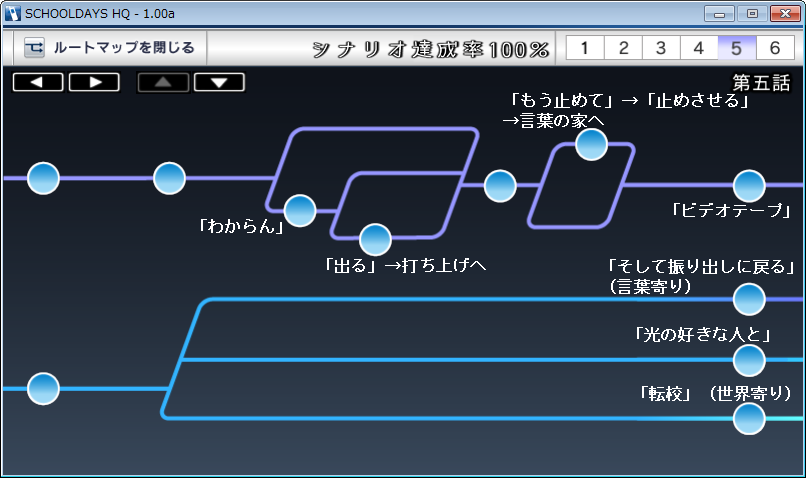 SCHOOLDAYS HQ - 1.00a
ルートマップを閉じる
シナリオ達成率100%
1 2 3 4 5 6
第五話
「もう止めて」→「止めさせる」
→言葉の家へ
「わからん」
「ビデオテープ」
「出る」→打ち上げへ
「そして振り出しに戻る」
(言葉寄り)
「光の好きな人と」
「転校」(世界寄り)